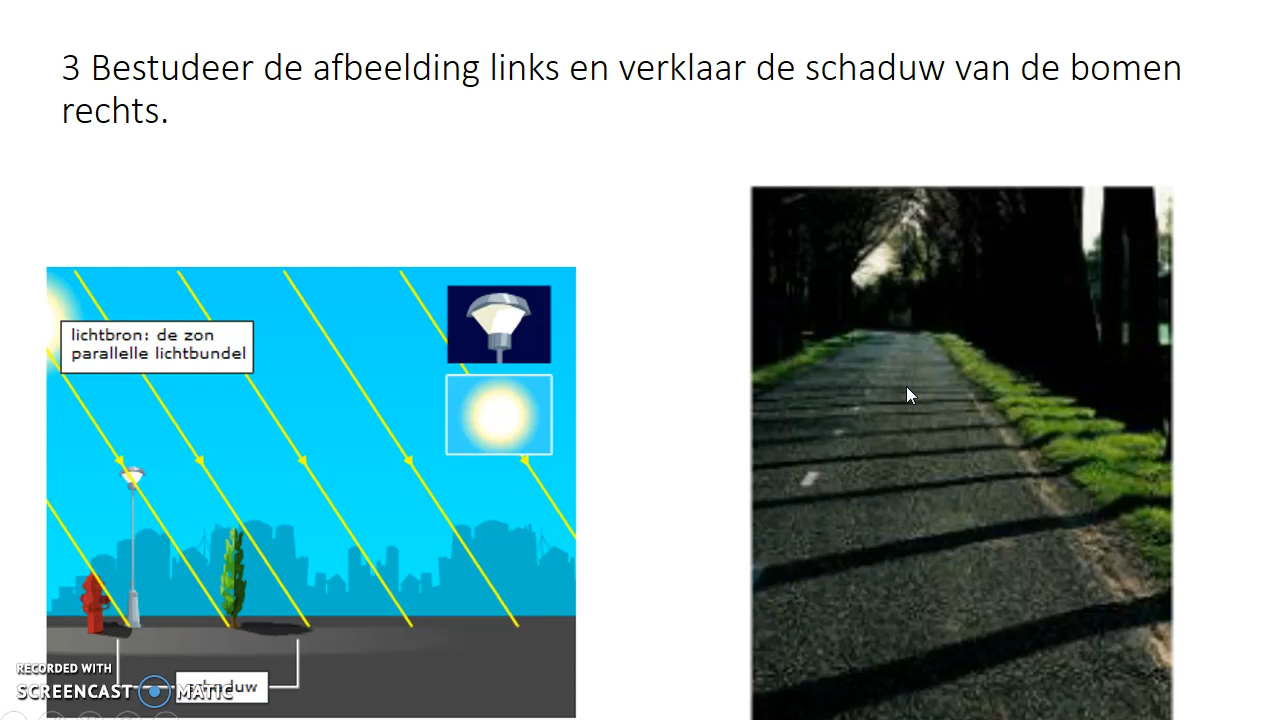 3 Bestudeer de afbeelding links en verklaar de schaduw van de bomen
rechts.
lichtbron: de zon
parallelle lichtbundel
schaduw
RECORDED WITH
SCREENCAST MATIC